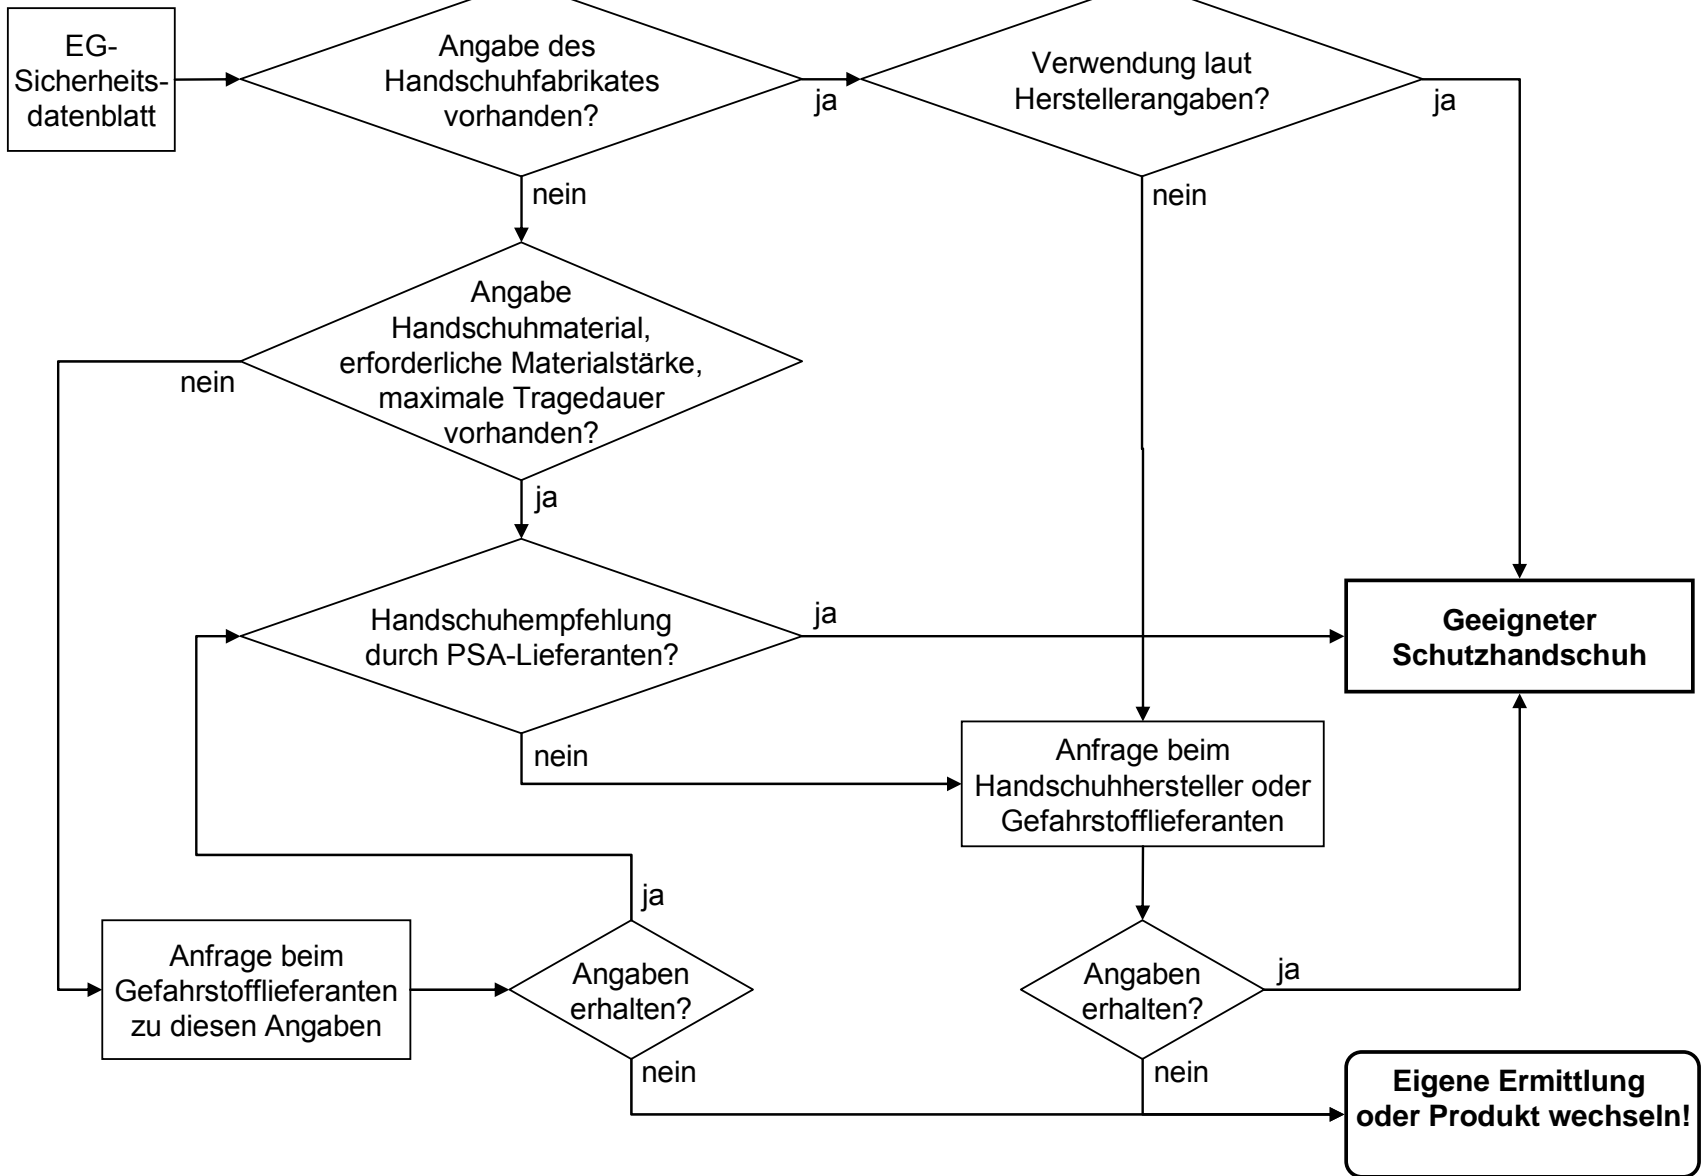 EG-
Sicherheits-
datenblatt
Angabe des
Handschuhfabrikates
vorhanden?
ja
Verwendung laut
Herstellerangaben?
ja
nein
nein
Angabe
Handschuhmaterial,
erforderliche Materialstärke,
maximale Tragedauer
vorhanden?
nein
ja
Handschuhempfehlung
durch PSA-Lieferanten?
ja
nein
Geeigneter
Schutzhandschuh
Anfrage beim
Handschuhhersteller oder
Gefahrstofflieferanten
ja
Anfrage beim
Gefahrstofflieferanten
zu diesen Angaben
Angaben
erhalten?
nein
Angaben
erhalten?
ja
nein
Eigene Ermittlung
oder Produkt wechseln!